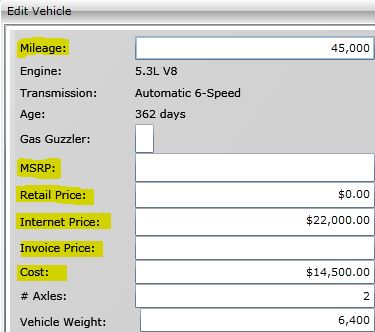 Edit Vehicle
Mileage: 45,000
Engine: 5.3L V8
Transmission: Automatic 6-Speed
Age: 362 days
Gas Guzzler:
MSRP:
Retail Price: $0.00
Internet Price: $22,000.00
Invoice Price:
Cost: $14,500.00
# Axles: 2
Vehicle Weight: 6,400